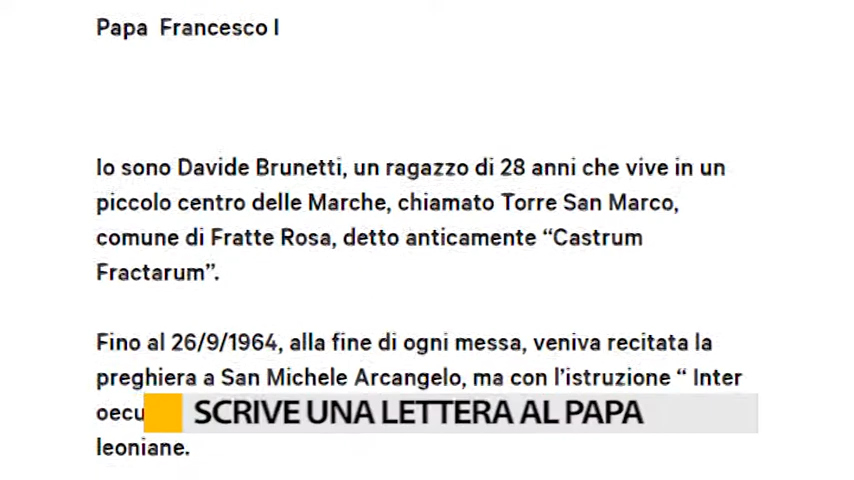 Papa Francesco I
Io sono Davide Brunetti, un ragazzo di 28 anni che vive in un
piccolo centro delle Marche, chiamato Torre San Marco,
comune di Fratte Rosa, detto anticamente “Castrum
Fractarum”.
Fino al 26/9/1964, alla fine di ogni messa, veniva recitata la
preghiera a San Michele Arcangelo, ma con l’istruzione “ Inter
oecu
SCRIVE UNA LETTERA AL PAPA
leoniane.